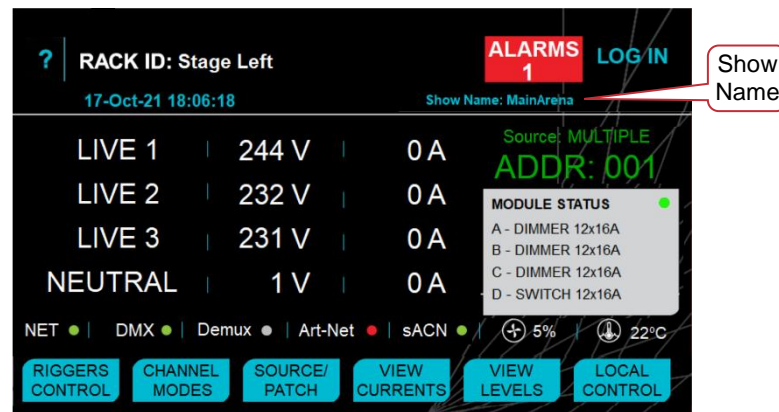 ? RACK ID: Stage Left
ALARMS
1
LOG IN
17-Oct-21 18:06:18
Show Name: MainArena
Show
Name
LIVE 1 244 V 0 A
LIVE 2 232 V 0 A
LIVE 3 231 V 0 A
NEUTRAL 1 V 0 A
Source: MULTIPLE
ADDR: 001
MODULE STATUS
A - DIMMER 12x16A
B - DIMMER 12x16A
C - DIMMER 12x16A
D - SWITCH 12x16A
NET DMX Demux Art-Net sACN 5% 22ºC
RIGGERS
CONTROL
CHANNEL
MODES
SOURCE/
PATCH
VIEW
CURRENTS
VIEW
LEVELS
LOCAL
CONTROL